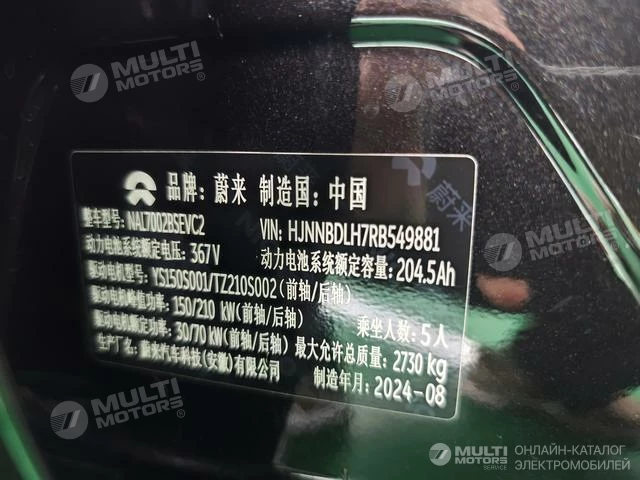 MULTI
MOTORS
MULTI
MOTORS
品牌: 蔚来 制造国: 中国
蔚来
整车型号: NAL7002BSEVC2
VIN: HJNNBDLH7RB549881
动力电池系统额定电压: 367V
动力电池系统额定容量: 204.5Ah
驱动电机型号: YS150S001/TZ210S002(前轴/后轴)
驱动电机峰值功率: 150/210 kW(前轴/后轴)
乘坐人数: 5人
驱动电机额定功率: 30/70 kW(前轴/后轴)
最大允许总质量: 2730 kg
生产厂名: 蔚来汽车科技(安徽)有限公司
制造年月: 2024-08
MULTI
MOTORS
MULTI
MOTORS
MULTI
MOTORS
SERVICE
ОНЛАЙН-КАТАЛОГ
ЭЛЕКТРОМОБИЛЕЙ